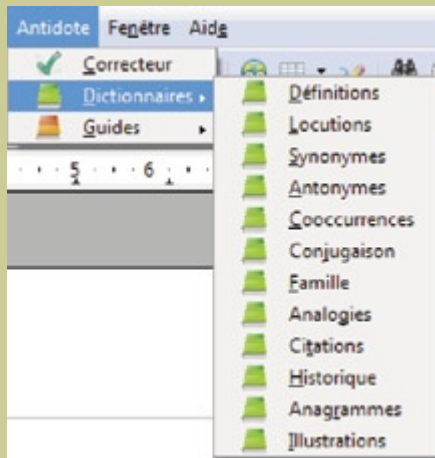 Antidote Fenêtre Aide
Correcteur
Dictionnaires
Guides
5 6
Définitions
Locutions
Synonymes
Antonymes
Cooccurrences
Conjugaison
Famille
Analogies
Citations
Historique
Anagrammes
Illustrations